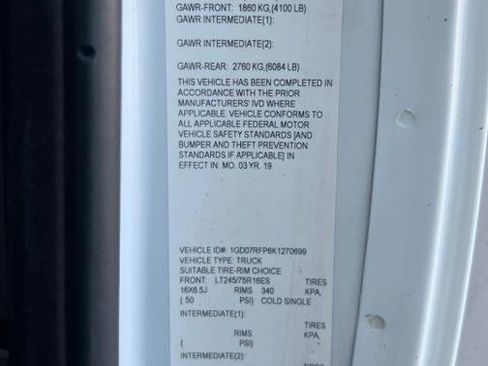 GAWR-FRONT: 1860 KG,(4100 LB)
GAWR INTERMEDIATE(1):
GAWR INTERMEDIATE(2):
GAWR-REAR: 2760 KG,(6084 LB)
THIS VEHICLE HAS BEEN COMPLETED IN
ACCORDANCE WITH THE PRIOR
MANUFACTURERS' IVD WHERE
APPLICABLE. VEHICLE CONFORMS TO
ALL APPLICABLE FEDERAL MOTOR
VEHICLE SAFETY STANDARDS [AND
BUMPER AND THEFT PREVENTION
STANDARDS IF APPLICABLE] IN
EFFECT IN. MO. 03 YR. 19
VEHICLE ID#: 1GD07RFP6K1270699
VEHICLE TYPE: TRUCK
SUITABLE TIRE-RIM CHOICE
FRONT: LT245/75R16ES TIRES
16X6.5J RIMS 340 KPA,
( 50 PSI) COLD SINGLE
INTERMEDIATE(1):
TIRES
RIMS KPA,
( PSI)
INTERMEDIATE(2):
TIRES